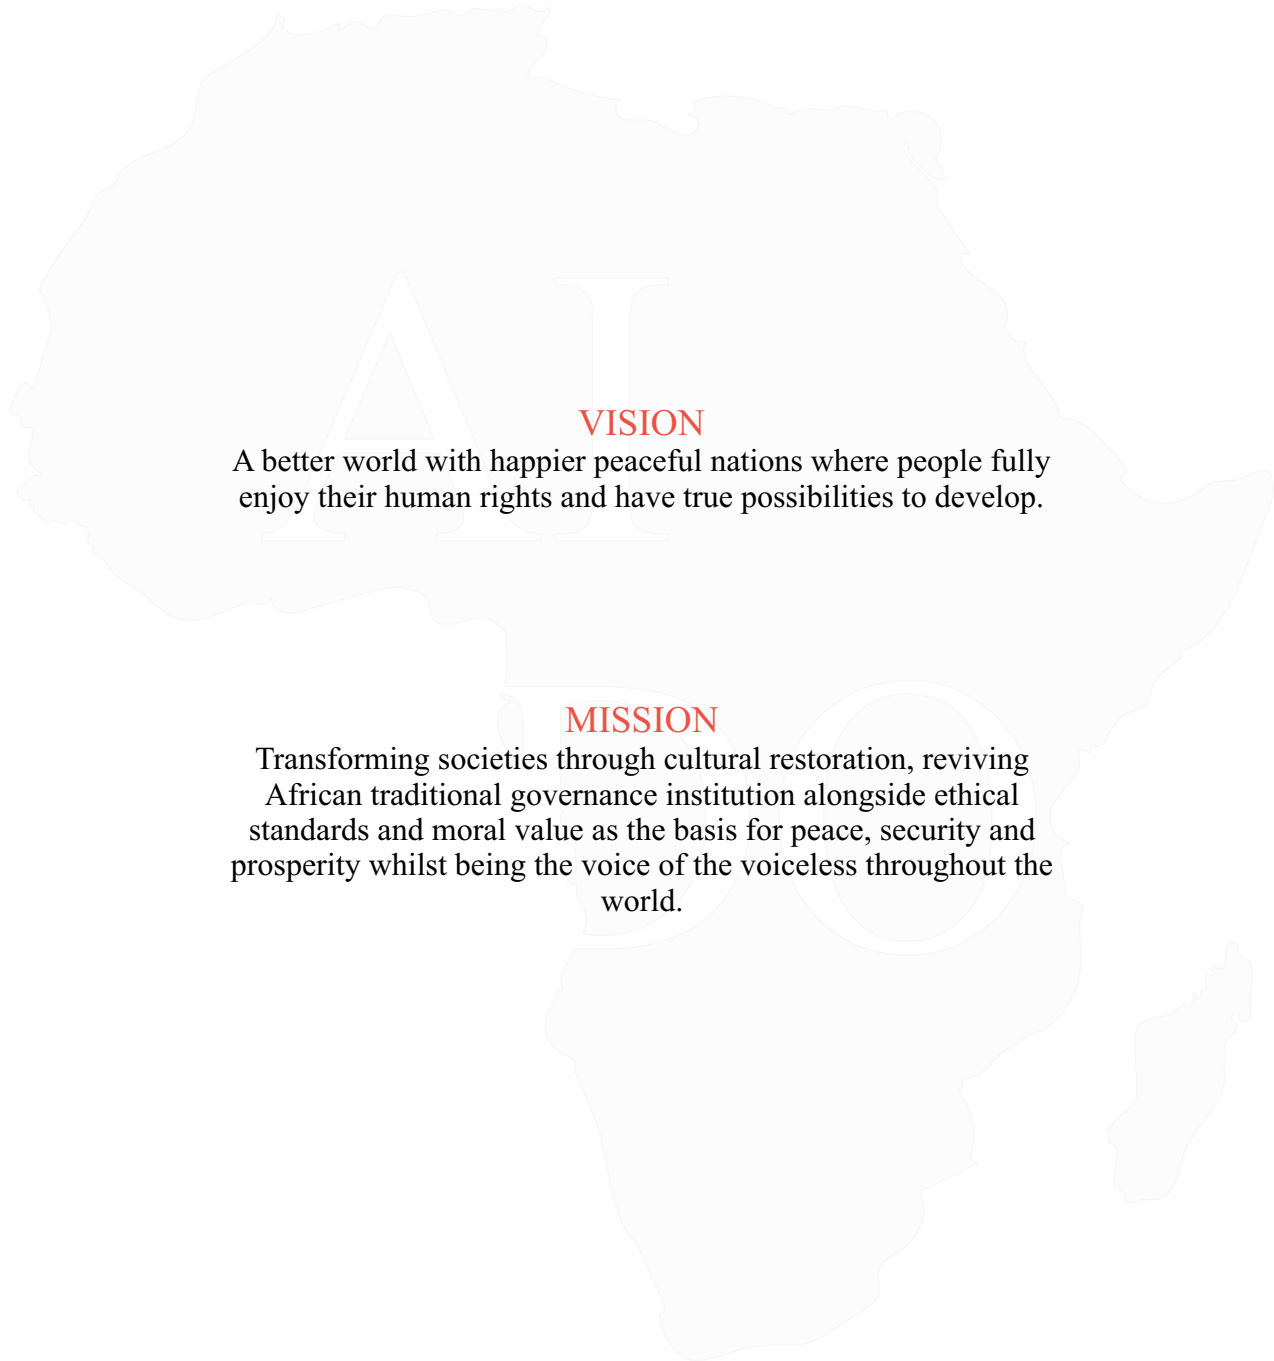 AI
VISION
A better world with happier peaceful nations where people fully
enjoy their human rights and have true possibilities to develop.
DO
MISSION
Transforming societies through cultural restoration, reviving
African traditional governance institution alongside ethical
standards and moral value as the basis for peace, security and
prosperity whilst being the voice of the voiceless throughout the
world.